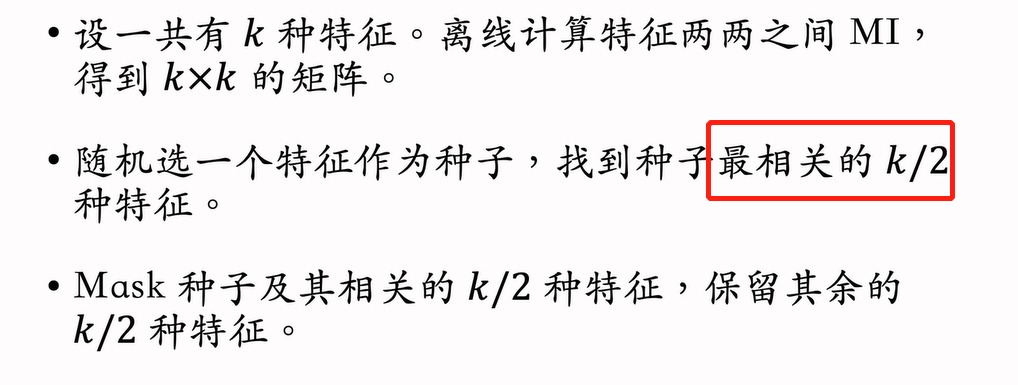 • 设一共有 k 种特征。离线计算特征两两之间 MI，
得到 k×k 的矩阵。
• 随机选一个特征作为种子，找到种子最相关的 k/2
种特征。
• Mask 种子及其相关的 k/2 种特征，保留其余的
k/2 种特征。